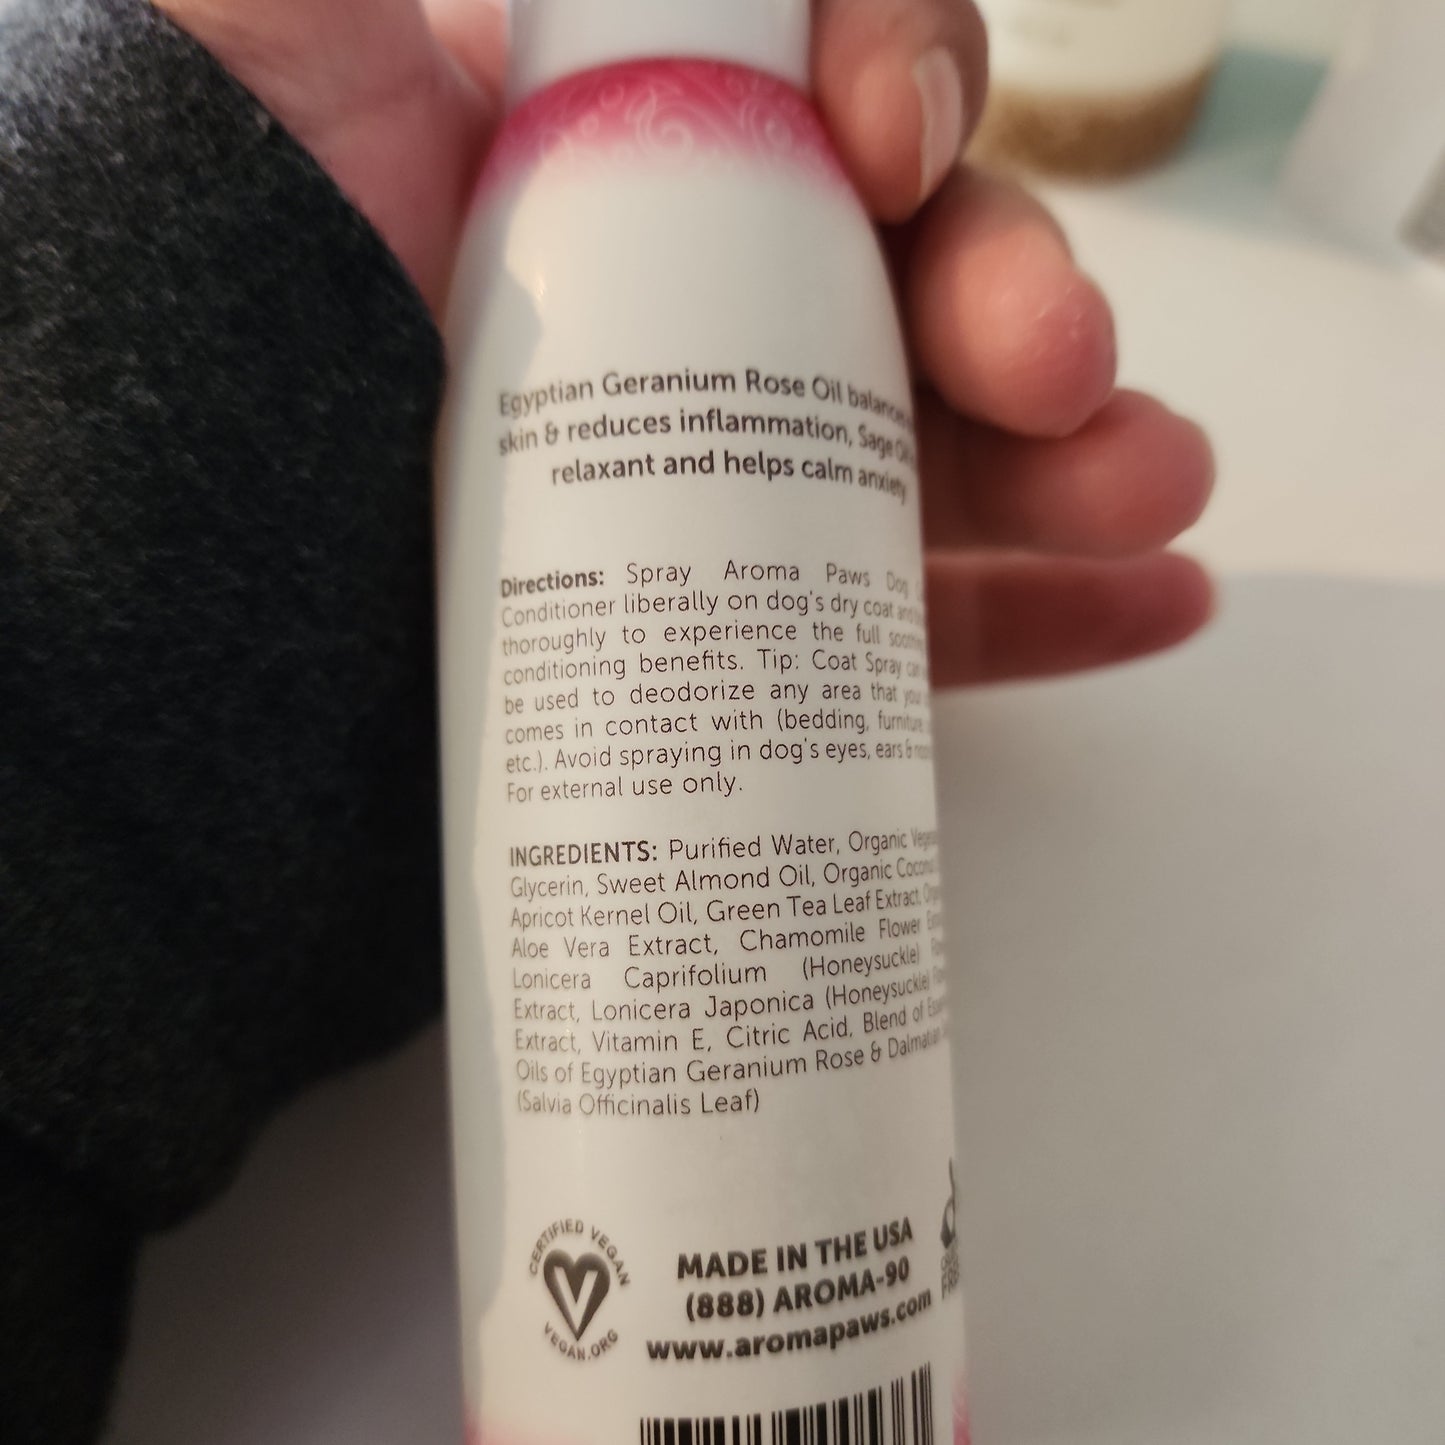 Egyptian Geranium Rose Oil balances
skin & reduces inflammation, Sage Oil
relaxant and helps calm anxiety
Directions: Spray Aroma Paws Dog
Conditioner liberally on dog's dry coat and
thoroughly to experience the full
conditioning benefits. Tip: Coat Spray can
be used to deodorize any area that your
comes in contact with (bedding, furniture,
etc.). Avoid spraying in dog's eyes, ears &
For external use only.
INGREDIENTS: Purified Water, Organic
Glycerin, Sweet Almond Oil, Organic Coconut
Apricot Kernel Oil, Green Tea Leaf Extract,
Aloe Vera Extract, Chamomile Flower
Lonicera Caprifolium (Honeysuckle)
Extract, Lonicera Japonica (Honeysuckle)
Extract, Vitamin E, Citric Acid, Blend of
Oils of Egyptian Geranium Rose & Dalmatian
(Salvia Officinalis Leaf)
CERTIFIED VEGAN
VEGAN.ORG
MADE IN THE USA
(888) AROMA-90
www.aromapaws.com